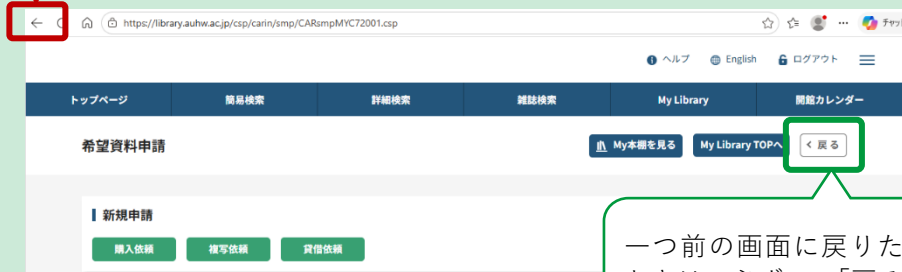 https://library.auhw.ac.jp/csp/carin/smp/CARsmpMYC72001.csp
ヘルプ English ログアウト
トップページ 簡易検索 詳細検索 雑誌検索 My Library 開館カレンダー
希望資料申請 My本棚を見る My Library TOPへ 戻る
新規申請
購入依頼 複写依頼 貸借依頼
一つ前の画面に戻りた